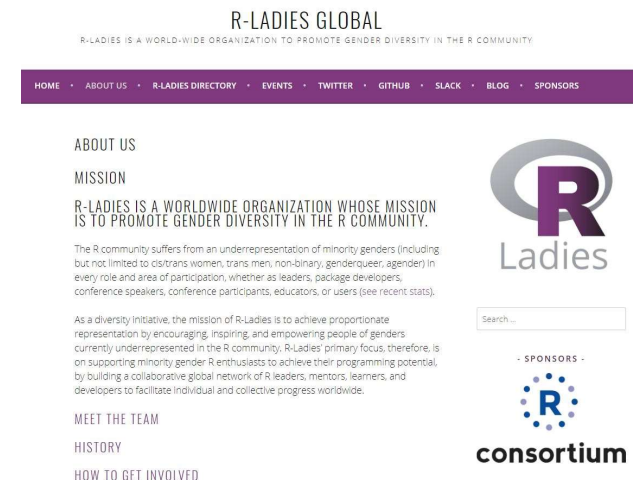 R-LADIES GLOBAL
R-LADIES IS A WORLD-WIDE ORGANIZATION TO PROMOTE GENDER DIVERSITY IN THE R COMMUNITY
HOME • ABOUT US • R-LADIES DIRECTORY • EVENTS • TWITTER • GITHUB • SLACK • BLOG • SPONSORS
ABOUT US
MISSION
R-LADIES IS A WORLDWIDE ORGANIZATION WHOSE MISSION
IS TO PROMOTE GENDER DIVERSITY IN THE R COMMUNITY.
The R community suffers from an underrepresentation of minority genders (including
but not limited to cis/trans women, trans men, non-binary, genderqueer, agender) in
every role and area of participation, whether as leaders, package developers,
conference speakers, conference participants, educators, or users (see recent stats).
As a diversity initiative, the mission of R-Ladies is to achieve proportionate
representation by encouraging, inspiring, and empowering people of genders
currently underrepresented in the R community. R-Ladies' primary focus, therefore, is
on supporting minority gender R enthusiasts to achieve their programming potential,
by building a collaborative global network of R leaders, mentors, learners, and
developers to facilitate individual and collective progress worldwide.
MEET THE TEAM
HISTORY
HOW TO GET INVOLVED
R
Ladies
Search ...
- SPONSORS -
R
consortium